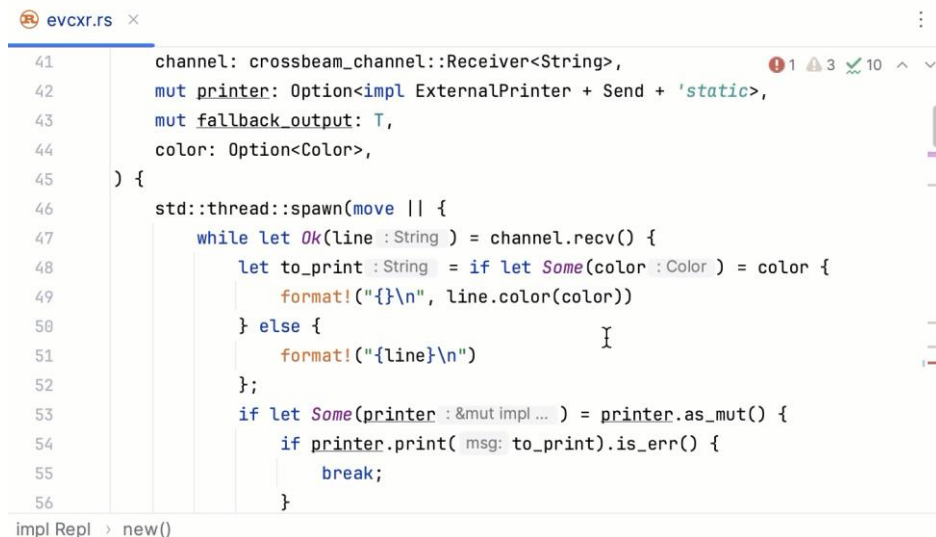 evcxr.rs
1 3 10
41 channel: crossbeam_channel::Receiver<String>,
42 mut printer: Option<impl ExternalPrinter + Send + 'static>,
43 mut fallback_output: T,
44 color: Option<Color>,
45 ) {
46 std::thread::spawn(move || {
47 while let Ok(line : String ) = channel.recv() {
48 let to_print : String = if let Some(color : Color ) = color {
49 format!("{}\n", line.color(color))
50 } else {
51 format!("{line}\n")
52 };
53 if let Some(printer : &mut impl ... ) = printer.as_mut() {
54 if printer.print( msg: to_print).is_err() {
55 break;
56 }
impl Repl › new()